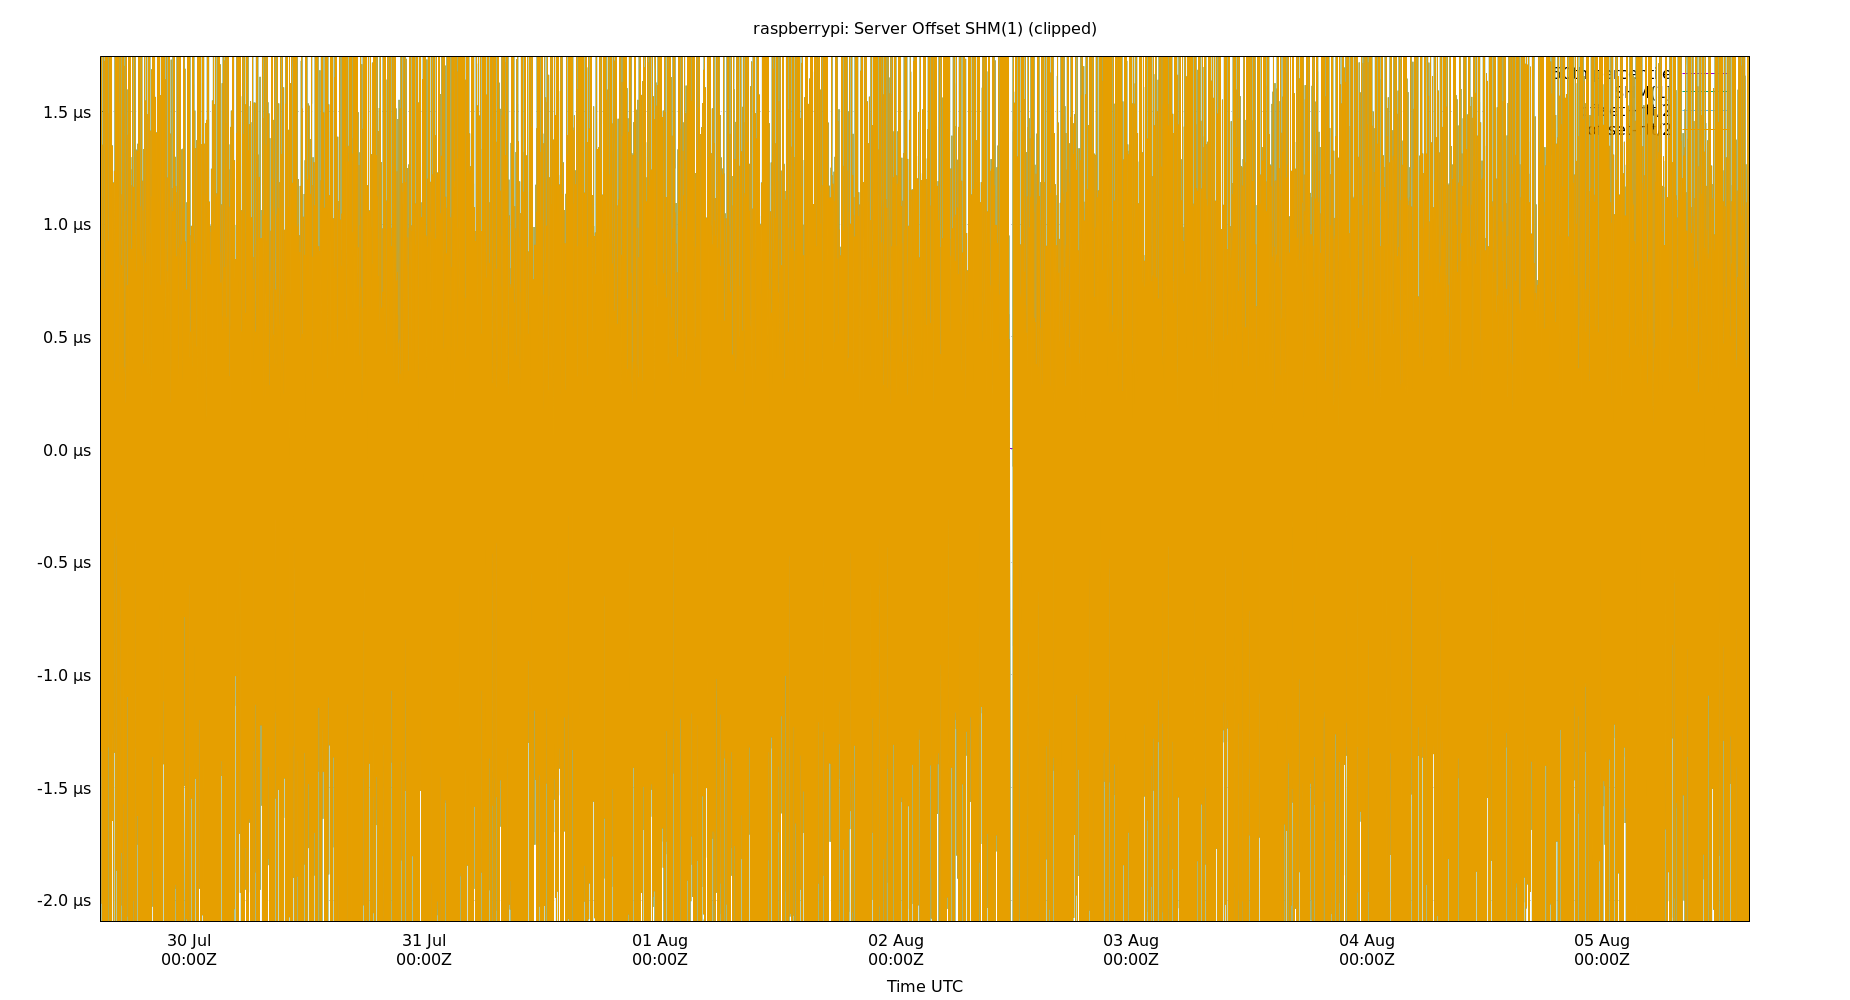 raspberrypi: Server Offset SHM(1) (clipped)
1.5 µs
1.0 µs
0.5 µs
0.0 µs
-0.5 µs
-1.0 µs
-1.5 µs
-2.0 µs
30 Jul
00:00Z
31 Jul
00:00Z
01 Aug
00:00Z
02 Aug
00:00Z
03 Aug
00:00Z
04 Aug
00:00Z
05 Aug
00:00Z
Time UTC